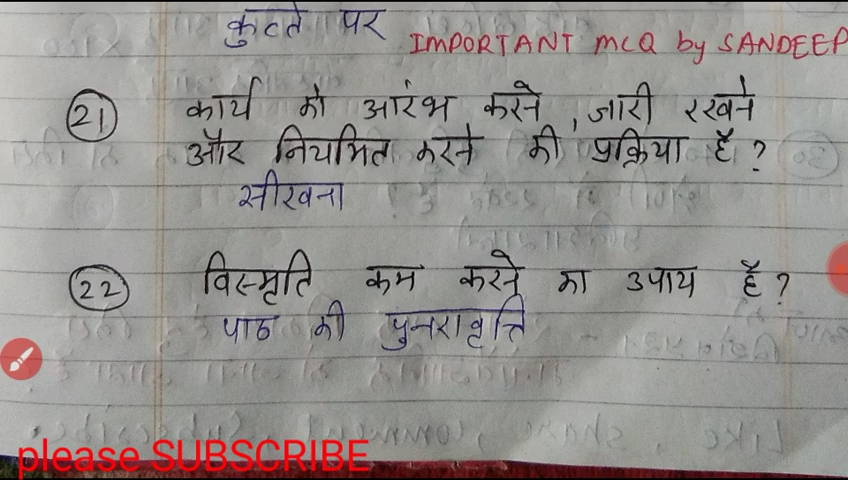 कुत्ते पर
IMPORTANT MCQ by SANDEEP
21 कार्य को आरंभ करने, जारी रखने
और नियमित करने की प्रक्रिया है ?
सीखना
22 विस्मृति कम करने का उपाय है ?
पाठ की पुनरावृत्ति
please SUBSCRIBE